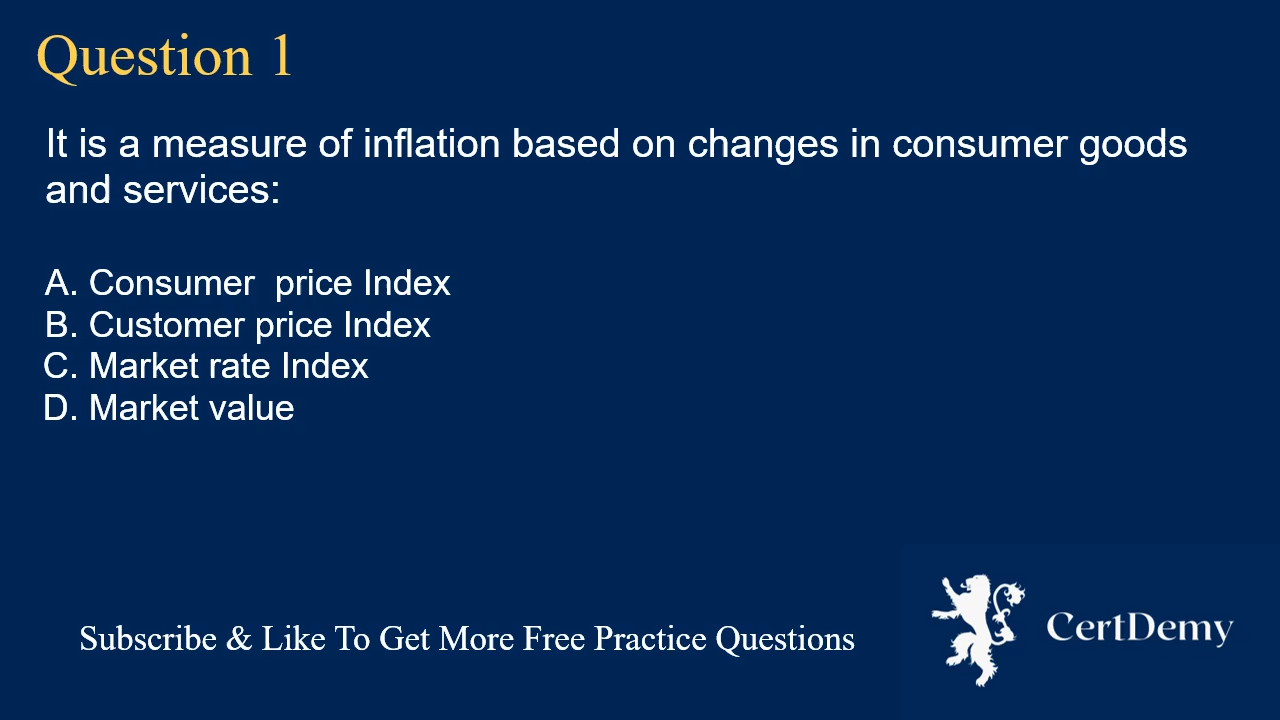 Question 1
It is a measure of inflation based on changes in consumer goods
and services:
A. Consumer  price Index
B. Customer price Index
C. Market rate Index
D. Market value
Subscribe & Like To Get More Free Practice Questions
CertDemy